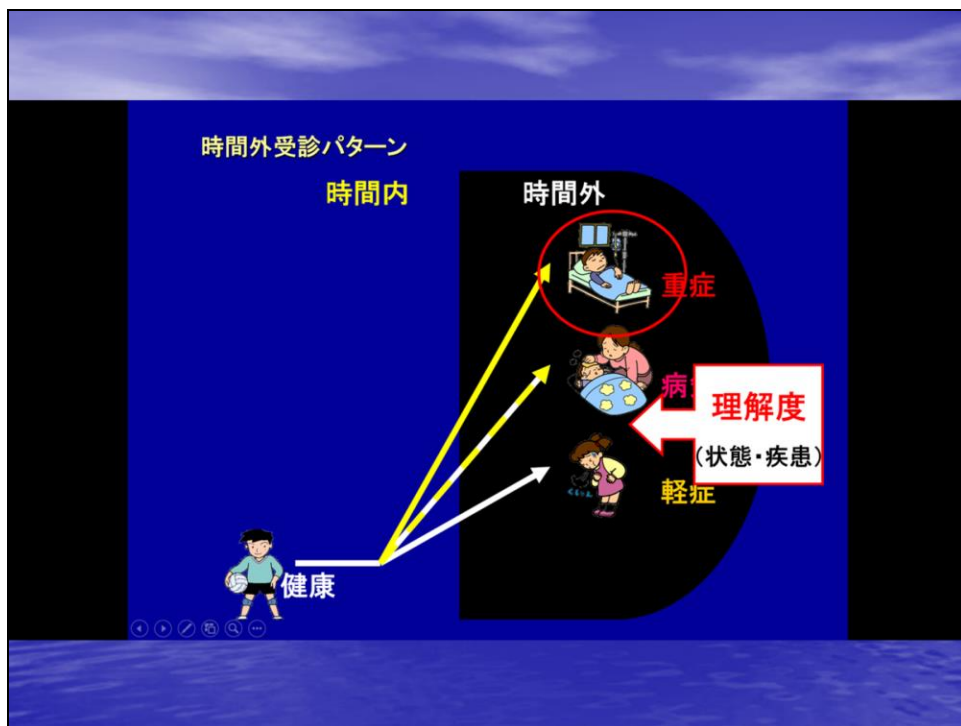 時間外受診パターン
時間内
時間外
重症
病
理解度
(状態・疾患)
軽症
健康